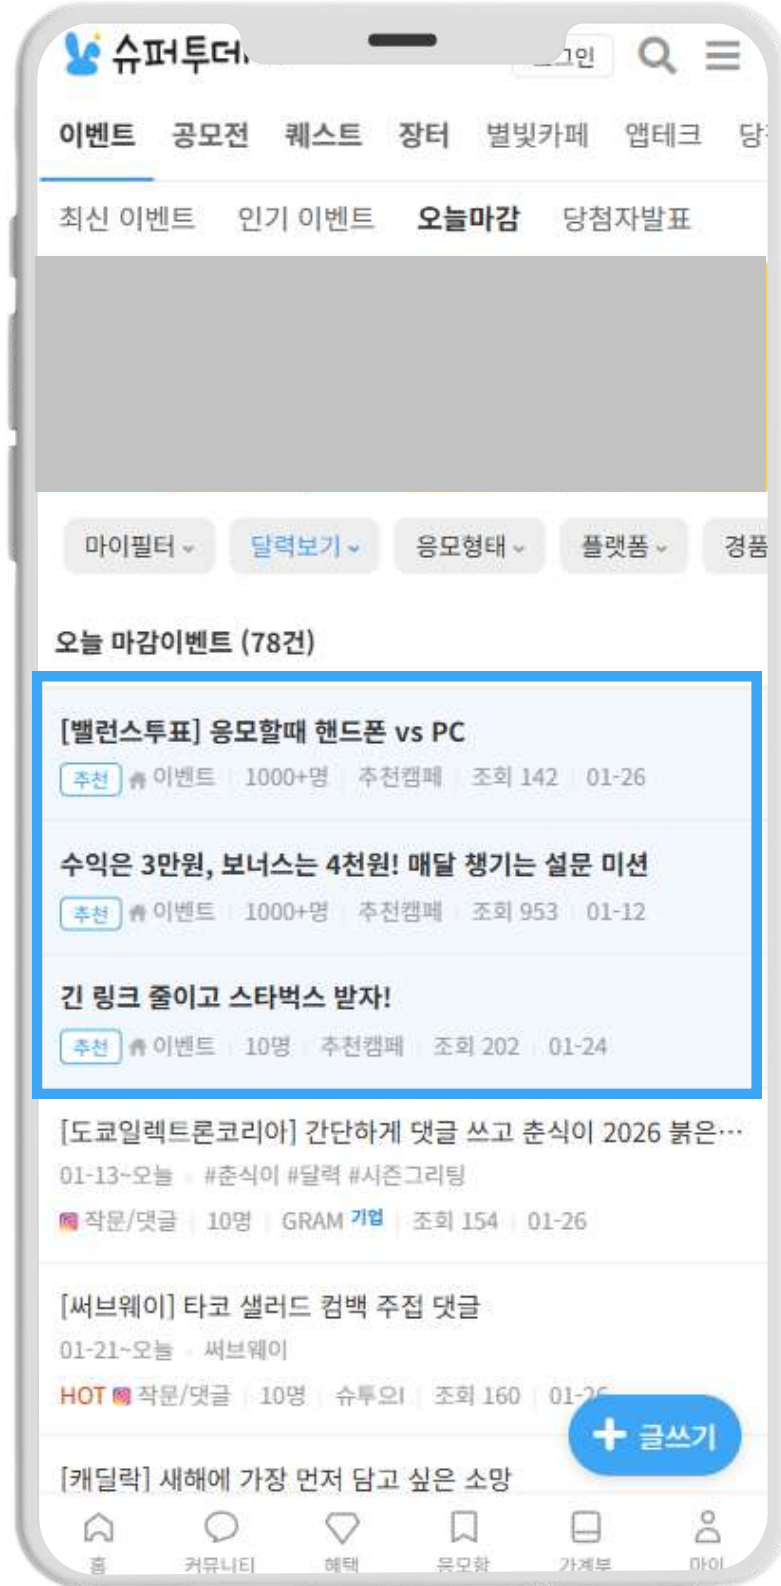 슈퍼투데
그인
이벤트 공모전 퀘스트 장터 별빛카페 앱테크
최신 이벤트 인기 이벤트 오늘마감 당첨자발표
마이필터 달력보기 응모형태 플랫폼 경품
오늘 마감이벤트 (78건)
[밸런스투표] 응모할때 핸드폰 vs PC
추천 이벤트 1000+명 추천캠페 조회 142 01-26
수익은 3만원, 보너스는 4천원! 매달 챙기는 설문 미션
추천 이벤트 1000+명 추천캠페 조회 953 01-12
긴 링크 줄이고 스타벅스 받자!
추천 이벤트 10명 추천캠페 조회 202 01-24
[도쿄일렉트론코리아] 간단하게 댓글 쓰고 춘식이 2026 붉은…
01-13~오늘 #춘식이 #달력 #시즌그리팅
작문/댓글 10명 GRAM 기업 조회 154 01-26
[써브웨이] 타코 샐러드 컴백 주접 댓글
01-21~오늘 써브웨이
HOT 작문/댓글 10명 슈투으I 조회 160 01-26
+ 글쓰기
[캐딜락] 새해에 가장 먼저 담고 싶은 소망
홈 커뮤니티 혜택 응모함 가계부 마이